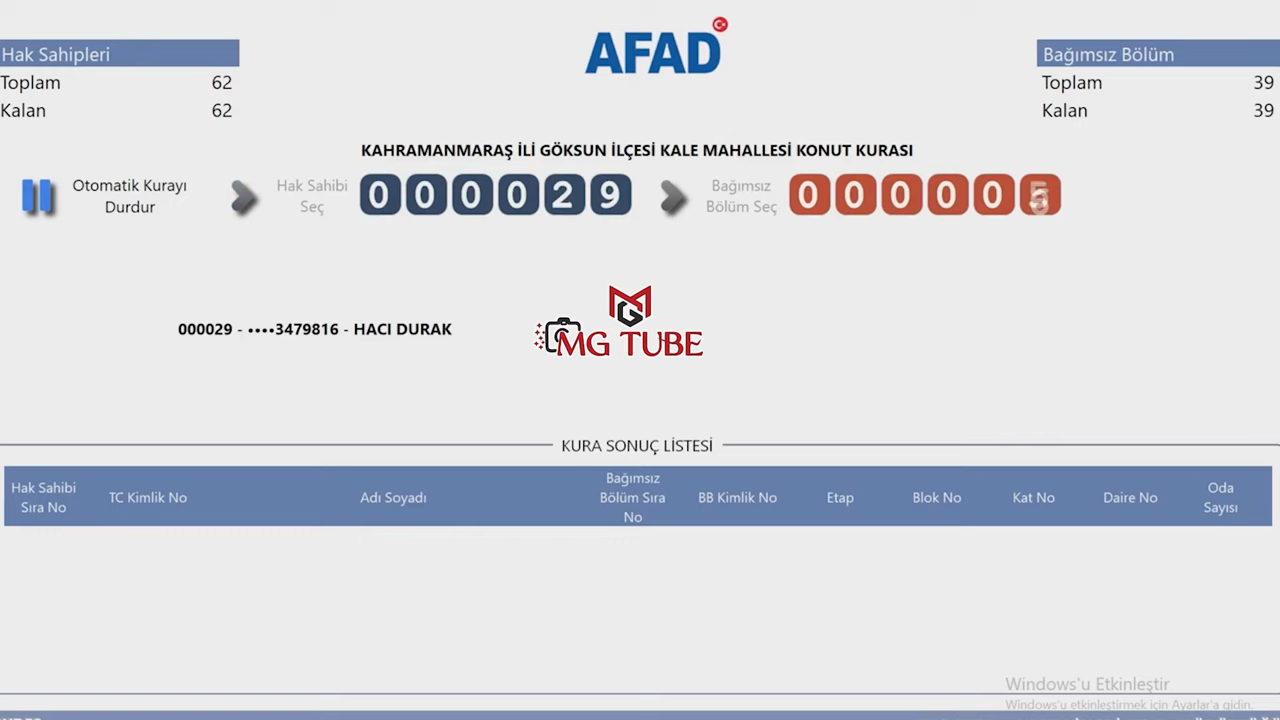 AFAD
Hak Sahipleri
Toplam 62
Kalan 62
Bağımsız Bölüm
Toplam 39
Kalan 39
KAHRAMANMARAŞ İLİ GÖKSUN İLÇESİ KALE MAHALLESİ KONUT KURASI
Otomatik Kurayı
Durdur
Hak Sahibi
Seç
000029
Bağımsız
Bölüm Seç
00000
000029 - ••••3479816 - HACI DURAK
MG TUBE
KURA SONUÇ LİSTESİ
Hak Sahibi
Sıra No
TC Kimlik No
Adı Soyadı
Bağımsız
Bölüm Sıra
No
BB Kimlik No
Etap
Blok No
Kat No
Daire No
Oda
Sayısı
Windows'u Etkinleştir
Windows'u etkinleştirmek için Ayarlar'a gidin.